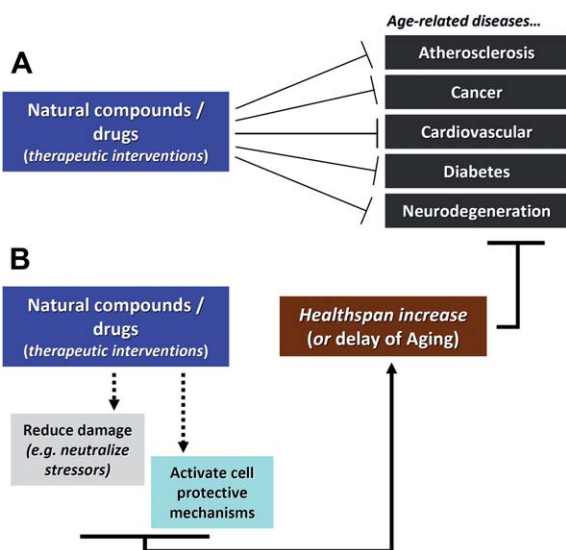 Age-related diseases...
A
Atherosclerosis
Natural compounds /
drugs
(therapeutic interventions)
Cancer
Cardiovascular
Diabetes
Neurodegeneration
B
Natural compounds /
drugs
(therapeutic interventions)
Healthspan increase
(or delay of Aging)
Reduce damage
(e.g. neutralize
stressors)
Activate cell
protective
mechanisms